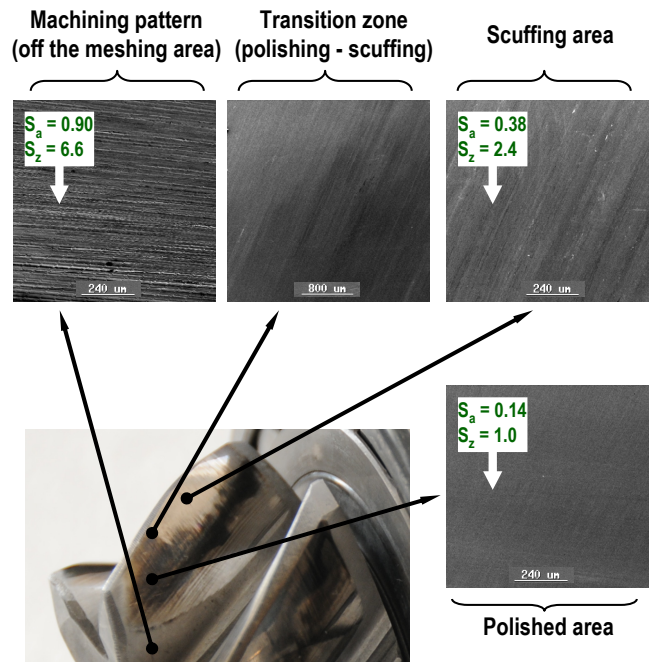 Machining pattern
(off the meshing area)
Transition zone
(polishing - scuffing)
Scuffing area
Sa = 0.90
Sz = 6.6
240 um
800 um
Sa = 0.38
Sz = 2.4
240 um
Sa = 0.14
Sz = 1.0
240 um
Polished area